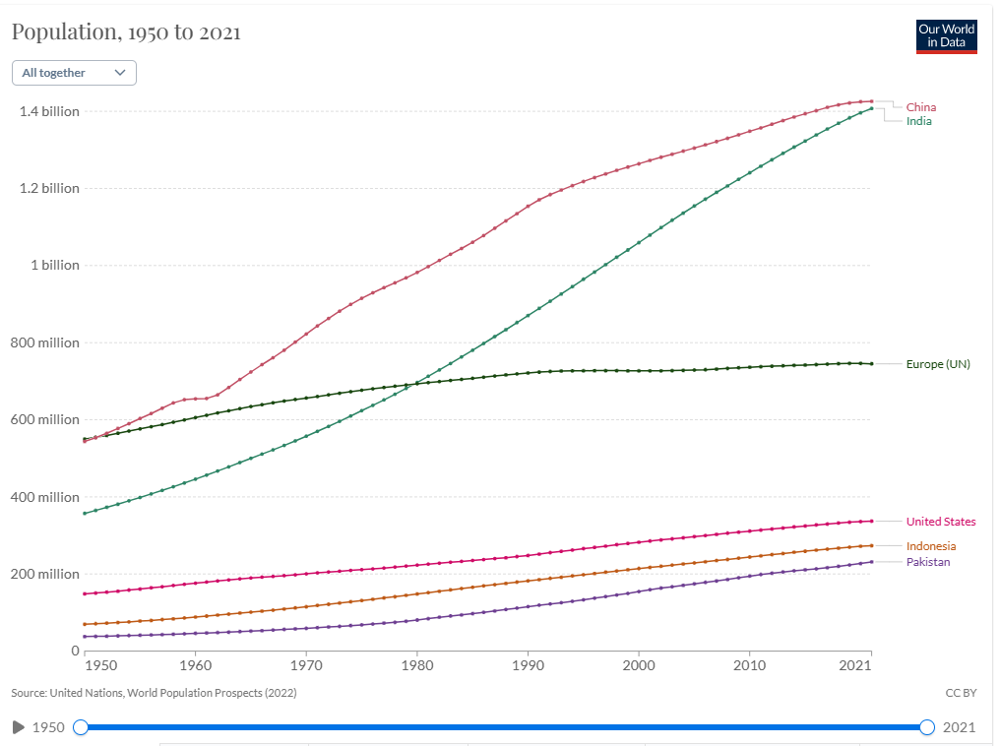 Population, 1950 to 2021
Our World
in Data
All together
1.4 billion
1.2 billion
1 billion
800 million
600 million
400 million
200 million
0
China
India
Europe (UN)
United States
Indonesia
Pakistan
1950 1960 1970 1980 1990 2000 2010 2021
Source: United Nations, World Population Prospects (2022) CC BY
1950 2021